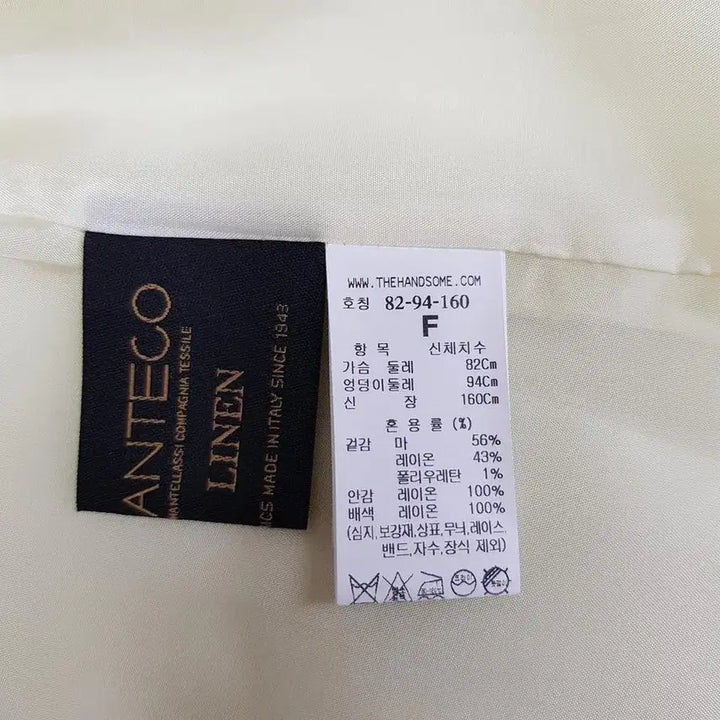 ANTECO
MANTELLASSI COMPAGNIA TESSILE
LINEN
ICS MADE IN ITALY SINCE 1943
WWW.THEHANDSOME.COM
호칭 82-94-160
F
항 목 신체치수
가슴 둘레 82Cm
엉덩이둘레 94Cm
신 장 160Cm
혼 용 률 (%)
겉감 마 56%
레이온 43%
폴리우레탄 1%
안감 레이온 100%
배색 레이온 100%
(심지,보강재,상표,무늬,레이스,
밴드,자수,장식 제외)